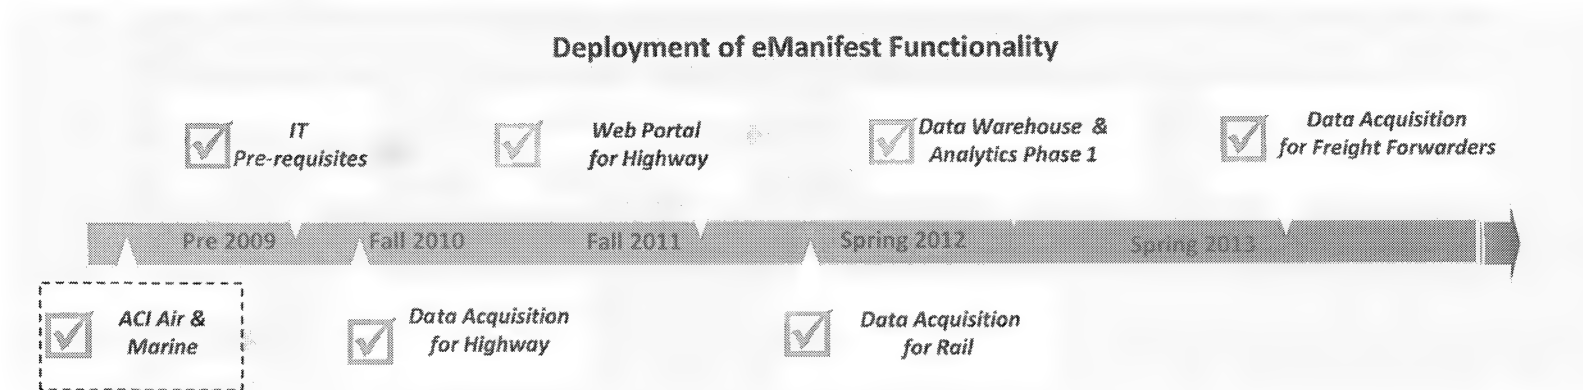 Deployment of eManifest Functionality
IT
Pre-requisites
Web Portal
for Highway
Data Warehouse &
Analytics Phase 1
Data Acquisition
for Freight Forwarders
Pre 2009
Fall 2010
Fall 2011
Spring 2012
Spring 2013
ACI Air &
Marine
Data Acquisition
for Highway
Data Acquisition
for Rail